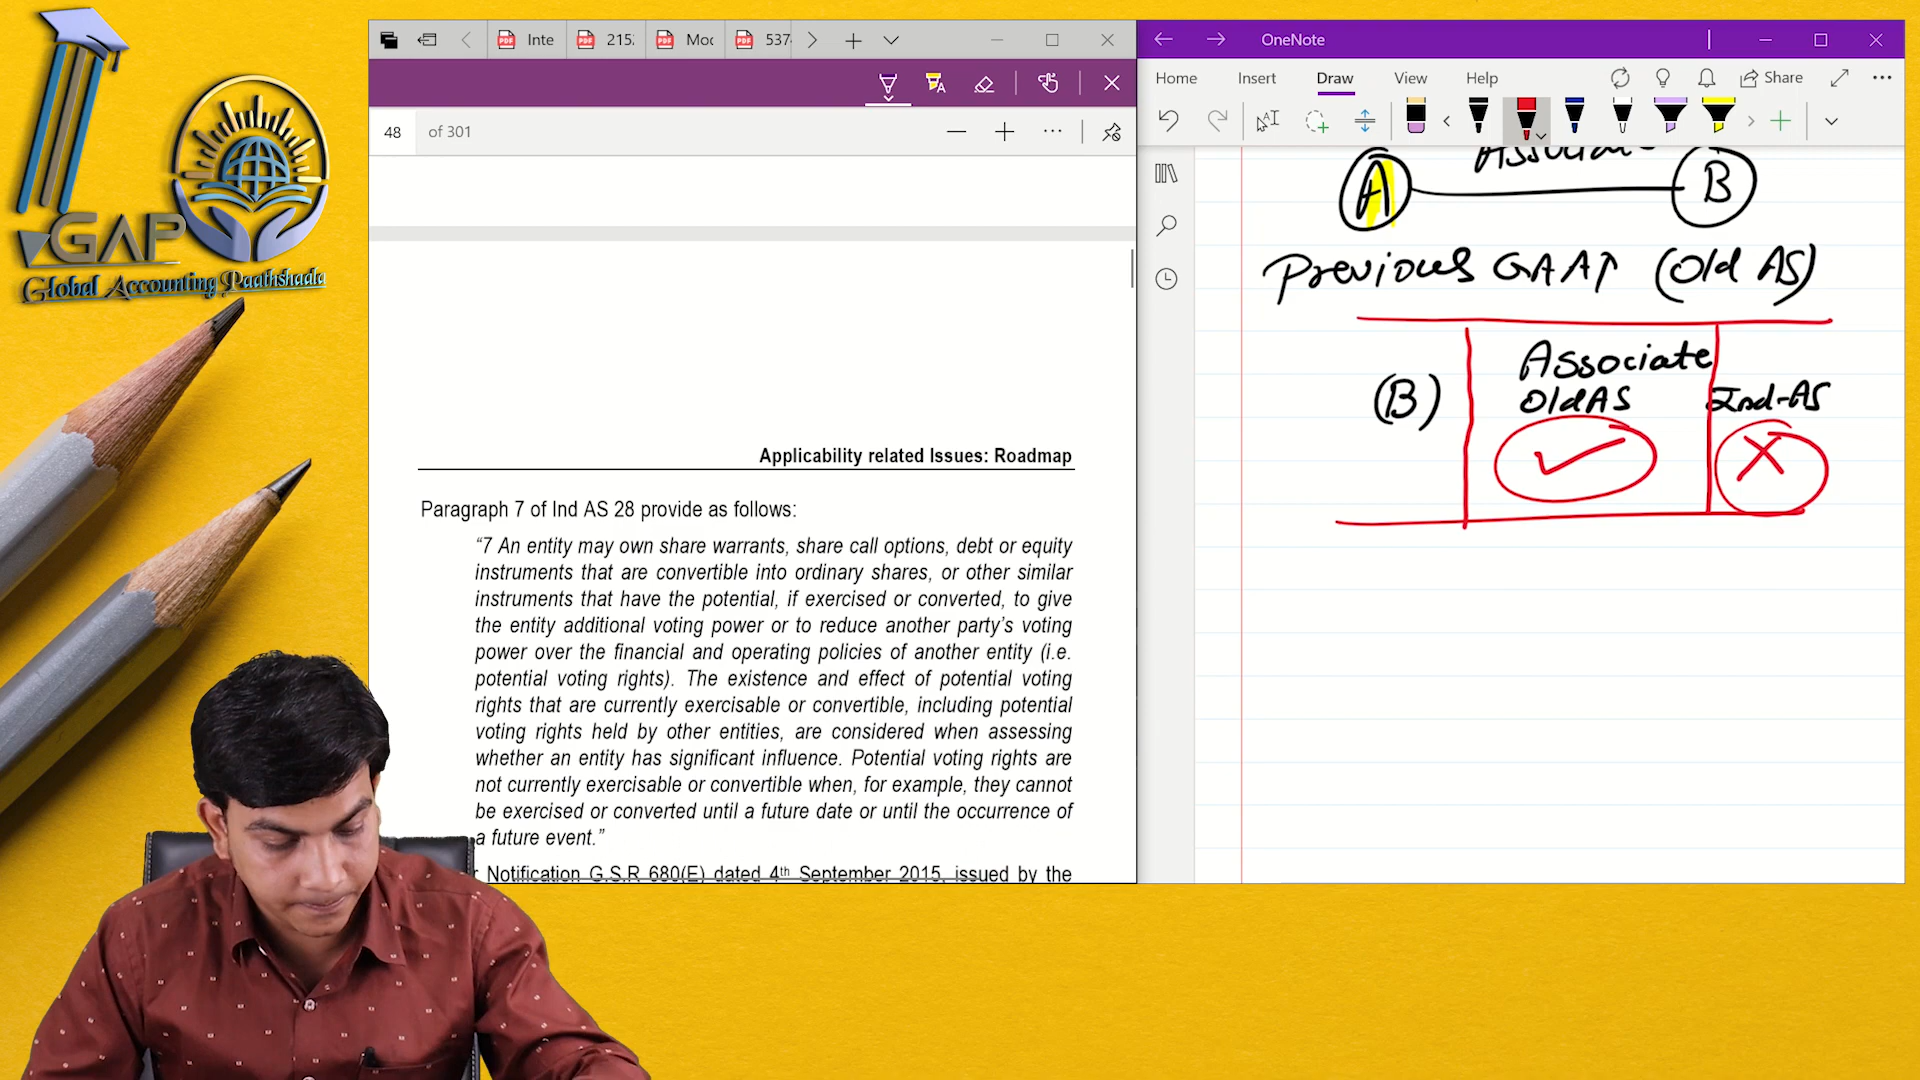 GAP
Global Accounting Paathshala
Inte
215
Moc
537
48
of 301
Applicability related Issues: Roadmap
Paragraph 7 of Ind AS 28 provide as follows:
“7 An entity may own share warrants, share call options, debt or equity
instruments that are convertible into ordinary shares, or other similar
instruments that have the potential, if exercised or converted, to give
the entity additional voting power or to reduce another party’s voting
power over the financial and operating policies of another entity (i.e.
potential voting rights). The existence and effect of potential voting
rights that are currently exercisable or convertible, including potential
voting rights held by other entities, are considered when assessing
whether an entity has significant influence. Potential voting rights are
not currently exercisable or convertible when, for example, they cannot
be exercised or converted until a future date or until the occurrence of
a future event.”
Notification G.S.R 680(E) dated 4th September 2015, issued by the
OneNote
Home Insert Draw View Help Share
Associate
A B
Previous GAAP (Old AS)
Associate
(B) Old AS Ind-AS